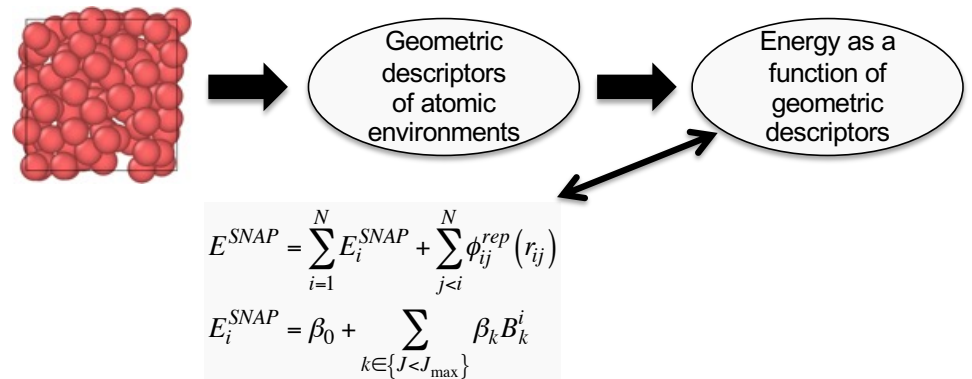 Geometric
descriptors
of atomic
environments
Energy as a
function of
geometric
descriptors
E^{SNAP} = \sum_{i=1}^{N} E_i^{SNAP} + \sum_{j<i}^{N} \phi_{ij}^{rep} (r_{ij})
E_i^{SNAP} = \beta_0 + \sum_{k \in \{J<J_{max}\}} \beta_k B_k^i